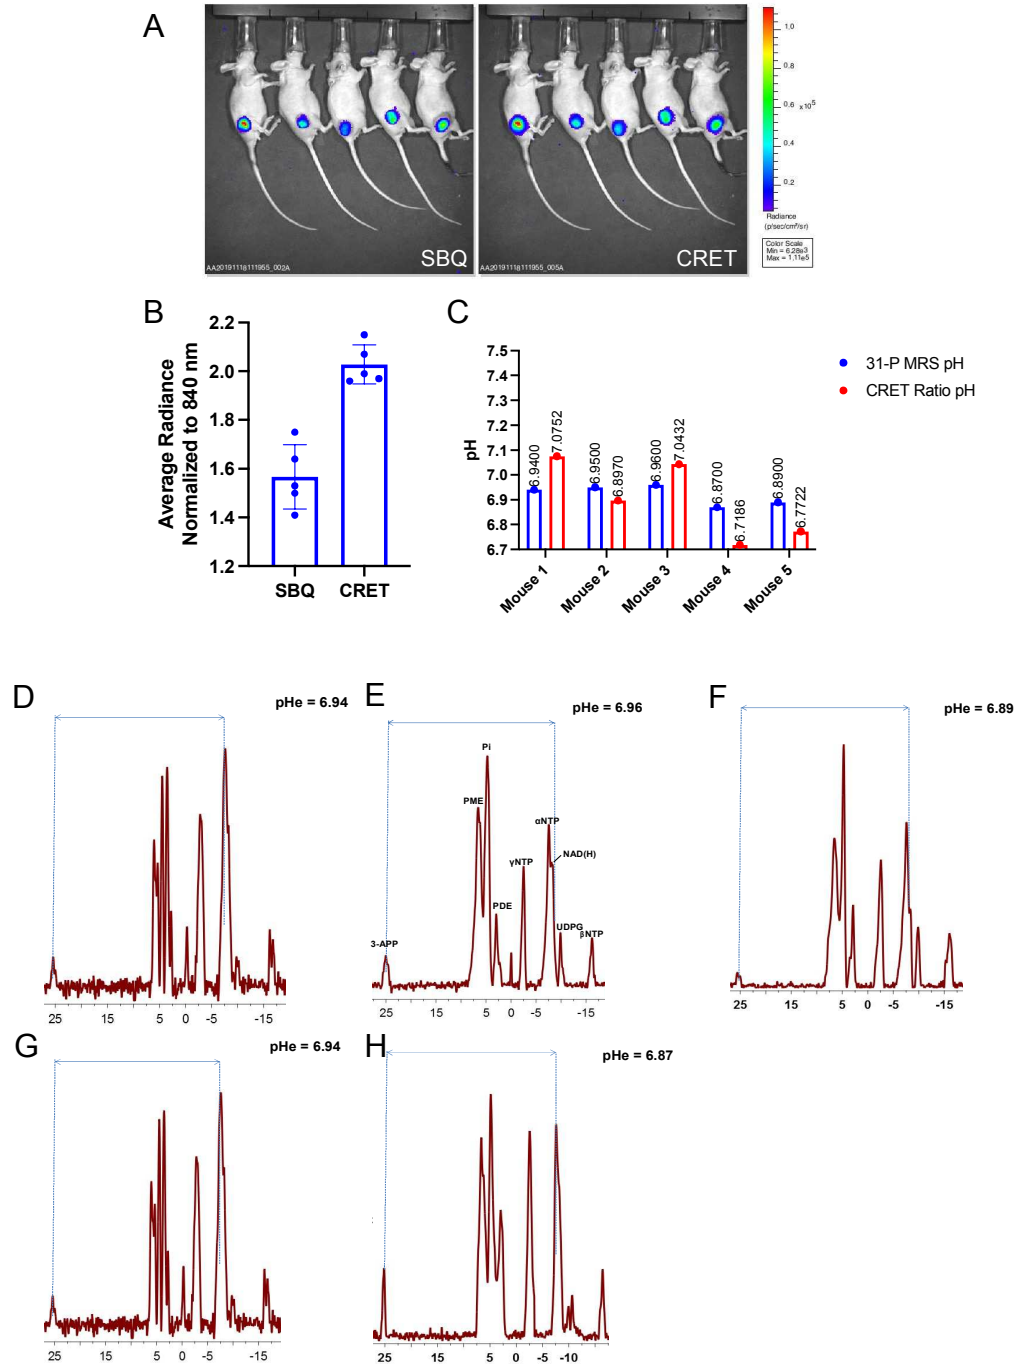 A
SBQ
AA20191118111955_002A
CRET
AA20191118111955_005A
1.0
0.8
0.6
x10⁵
0.4
0.2
Radiance
(p/sec/cm²/sr)
Color Scale
Min = 6.28e3
Max = 1.11e5
B
Average Radiance
Normalized to 840 nm
2.2
2.0
1.8
1.6
1.4
1.2
SBQ
CRET
C
pH
7.5
7.4
7.3
7.2
7.1
7.0
6.9
6.8
6.7
6.9400
7.0752
6.9500
6.8970
6.9600
7.0432
6.8700
6.7186
6.8900
6.7722
Mouse 1
Mouse 2
Mouse 3
Mouse 4
Mouse 5
31-P MRS pH
CRET Ratio pH
D
pHe = 6.94
25 15 5 0 -5 -15
E
pHe = 6.96
Pi
PME
αNTP
NAD(H)
γNTP
PDE
UDPG
βNTP
3-APP
25 15 5 0 -5 -15
F
pHe = 6.89
25 15 5 0 -5 -15
G
pHe = 6.94
25 15 5 0 -5 -15
H
pHe = 6.87
25 15 5 0 -5 -10